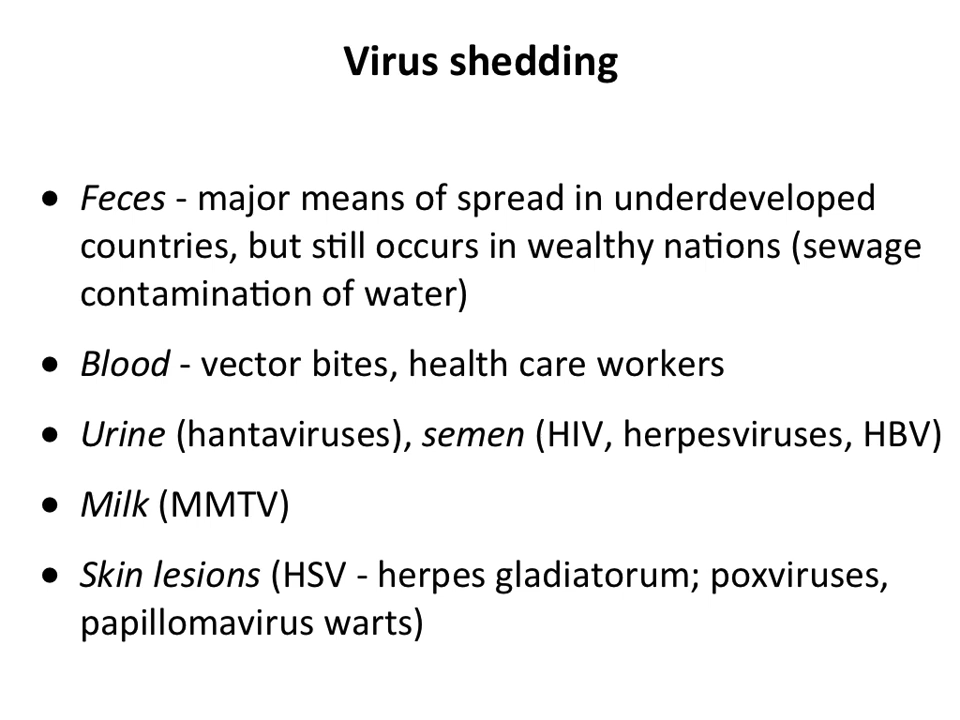 Virus shedding
• Feces - major means of spread in underdeveloped
countries, but still occurs in wealthy nations (sewage
contamination of water)
• Blood - vector bites, health care workers
• Urine (hantaviruses), semen (HIV, herpesviruses, HBV)
• Milk (MMTV)
• Skin lesions (HSV - herpes gladiatorum; poxviruses,
papillomavirus warts)